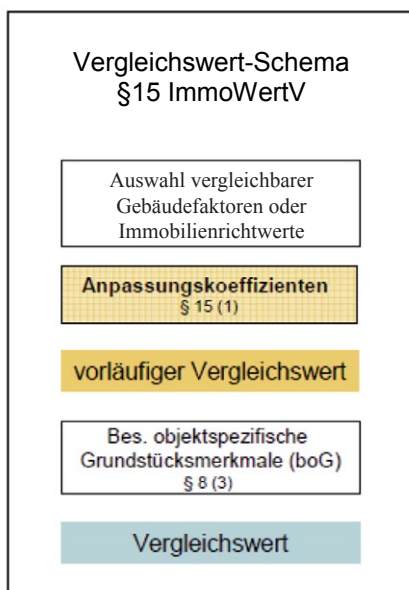 Vergleichswert-Schema
§15 ImmoWertV
Auswahl vergleichbarer
Gebäudefaktoren oder
Immobilienrichtwerte
Anpassungskoeffizienten
§ 15 (1)
vorläufiger Vergleichswert
Bes. objektspezifische
Grundstücksmerkmale (boG)
§ 8 (3)
Vergleichswert